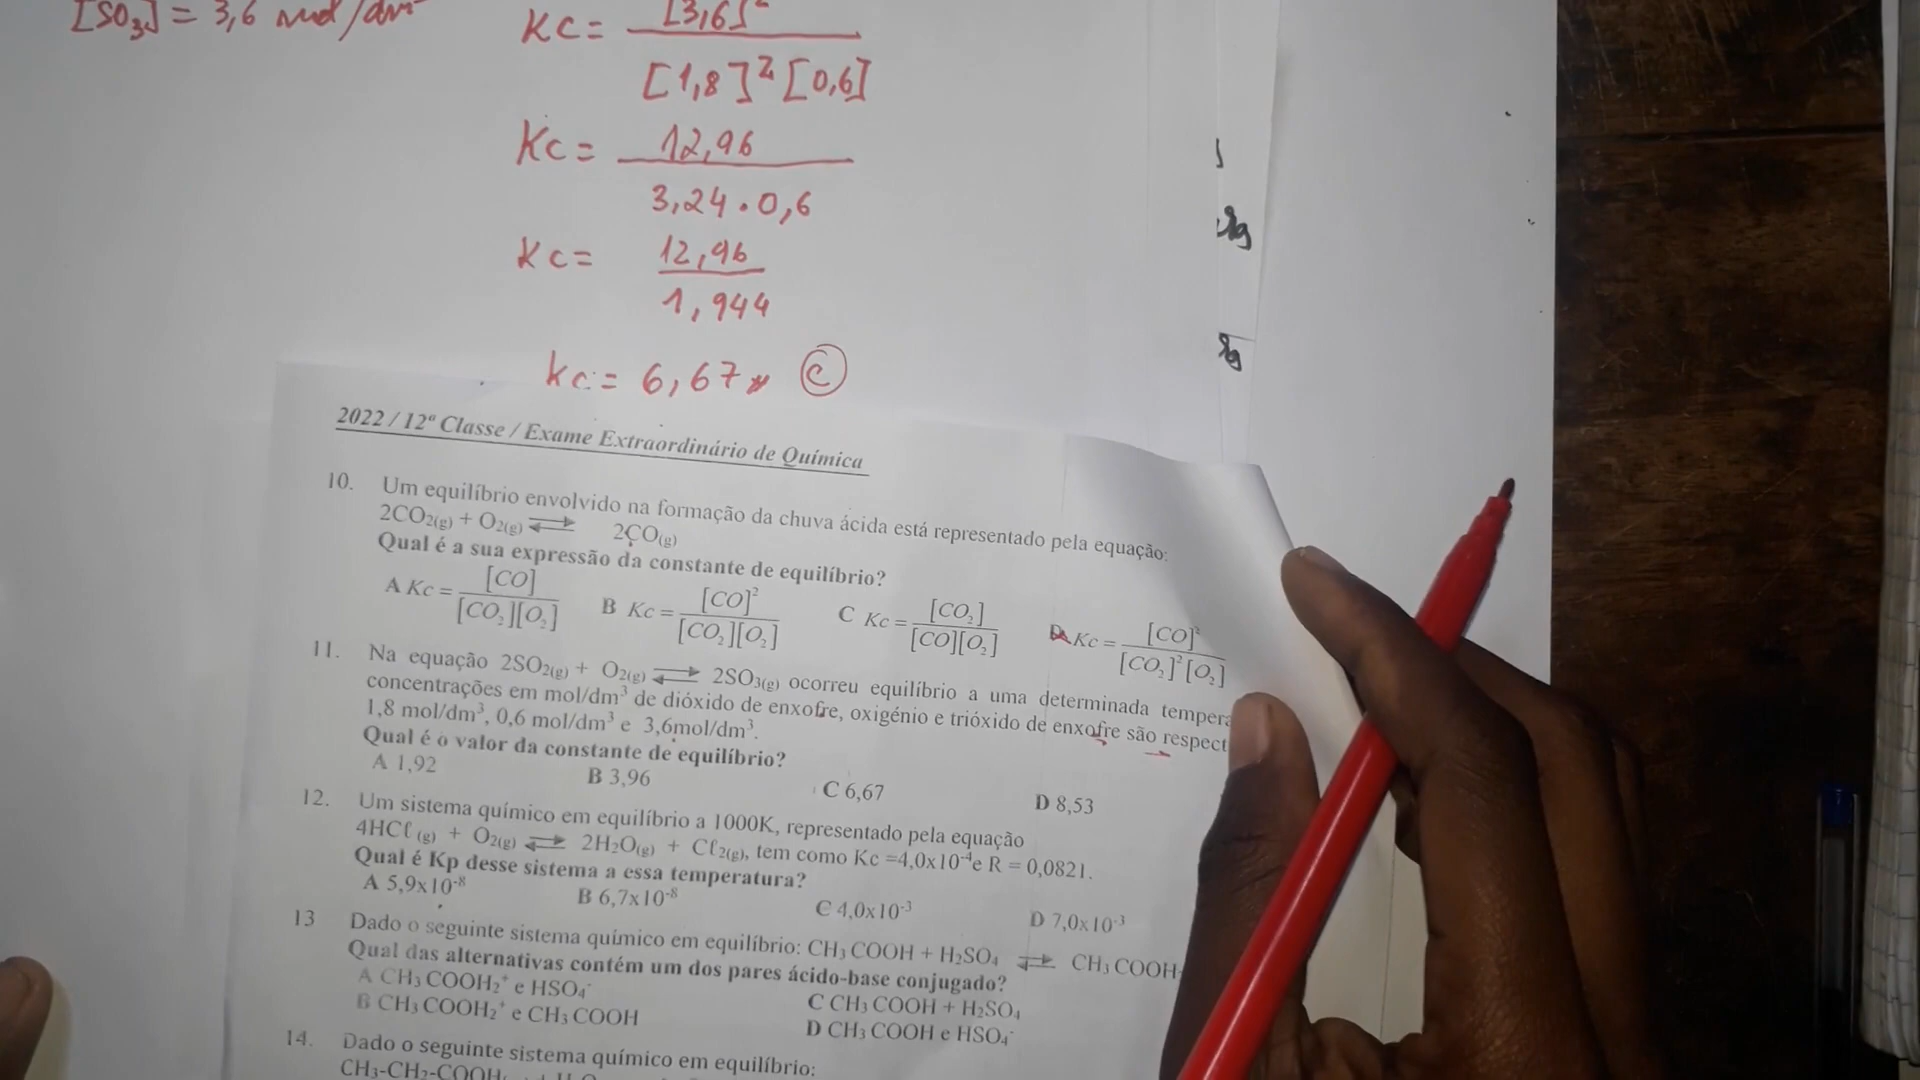 [SO₃] = 3,6 mol/dm³
Kc = [3,6]² / [1,8]² [0,6]
Kc = 12,96 / 3,24 . 0,6
Kc = 12,96 / 1,944
Kc = 6,67 C
2022 / 12ª Classe / Exame Extraordinário de Química
10. Um equilíbrio envolvido na formação da chuva ácida está representado pela equação:
2CO₂(g) + O₂(g) ⇌ 2CO(g)
Qual é a sua expressão da constante de equilíbrio?
A Kc = [CO] / [CO₂][O₂] B Kc = [CO]² / [CO₂][O₂] C Kc = [CO₂] / [CO][O₂] D Kc = [CO]² / [CO₂]²[O₂]
11. Na equação 2SO₂(g) + O₂(g) ⇌ 2SO₃(g) ocorreu equilíbrio a uma determinada
concentrações em mol/dm³ de dióxido de enxofre, oxigénio e trióxido de enxofre são
1,8 mol/dm³, 0,6 mol/dm³ e 3,6mol/dm³.
Qual é o valor da constante de equilíbrio?
A 1,92 B 3,96 C 6,67 D 8,53
12. Um sistema químico em equilíbrio a 1000K, representado pela equação
4HCℓ (g) + O₂(g) ⇌ 2H₂O(g) + Cℓ₂(g), tem como Kc =4,0x10⁻⁴e R = 0,0821.
Qual é Kp desse sistema a essa temperatura?
A 5,9x10⁻⁸ B 6,7x10⁻⁸ C 4,0x10⁻³ D 7,0x10⁻³
13 Dado o seguinte sistema químico em equilíbrio: CH₃ COOH + H₂SO₄ ⇌ CH₃ COOH
Qual das alternativas contém um dos pares ácido-base conjugado?
A CH₃ COOH₂⁺ e HSO₄⁻ C CH₃ COOH + H₂SO₄
B CH₃ COOH₂⁺ e CH₃ COOH D CH₃ COOH e HSO₄⁻
14. Dado o seguinte sistema químico em equilíbrio:
CH₃-CH₂-COOH